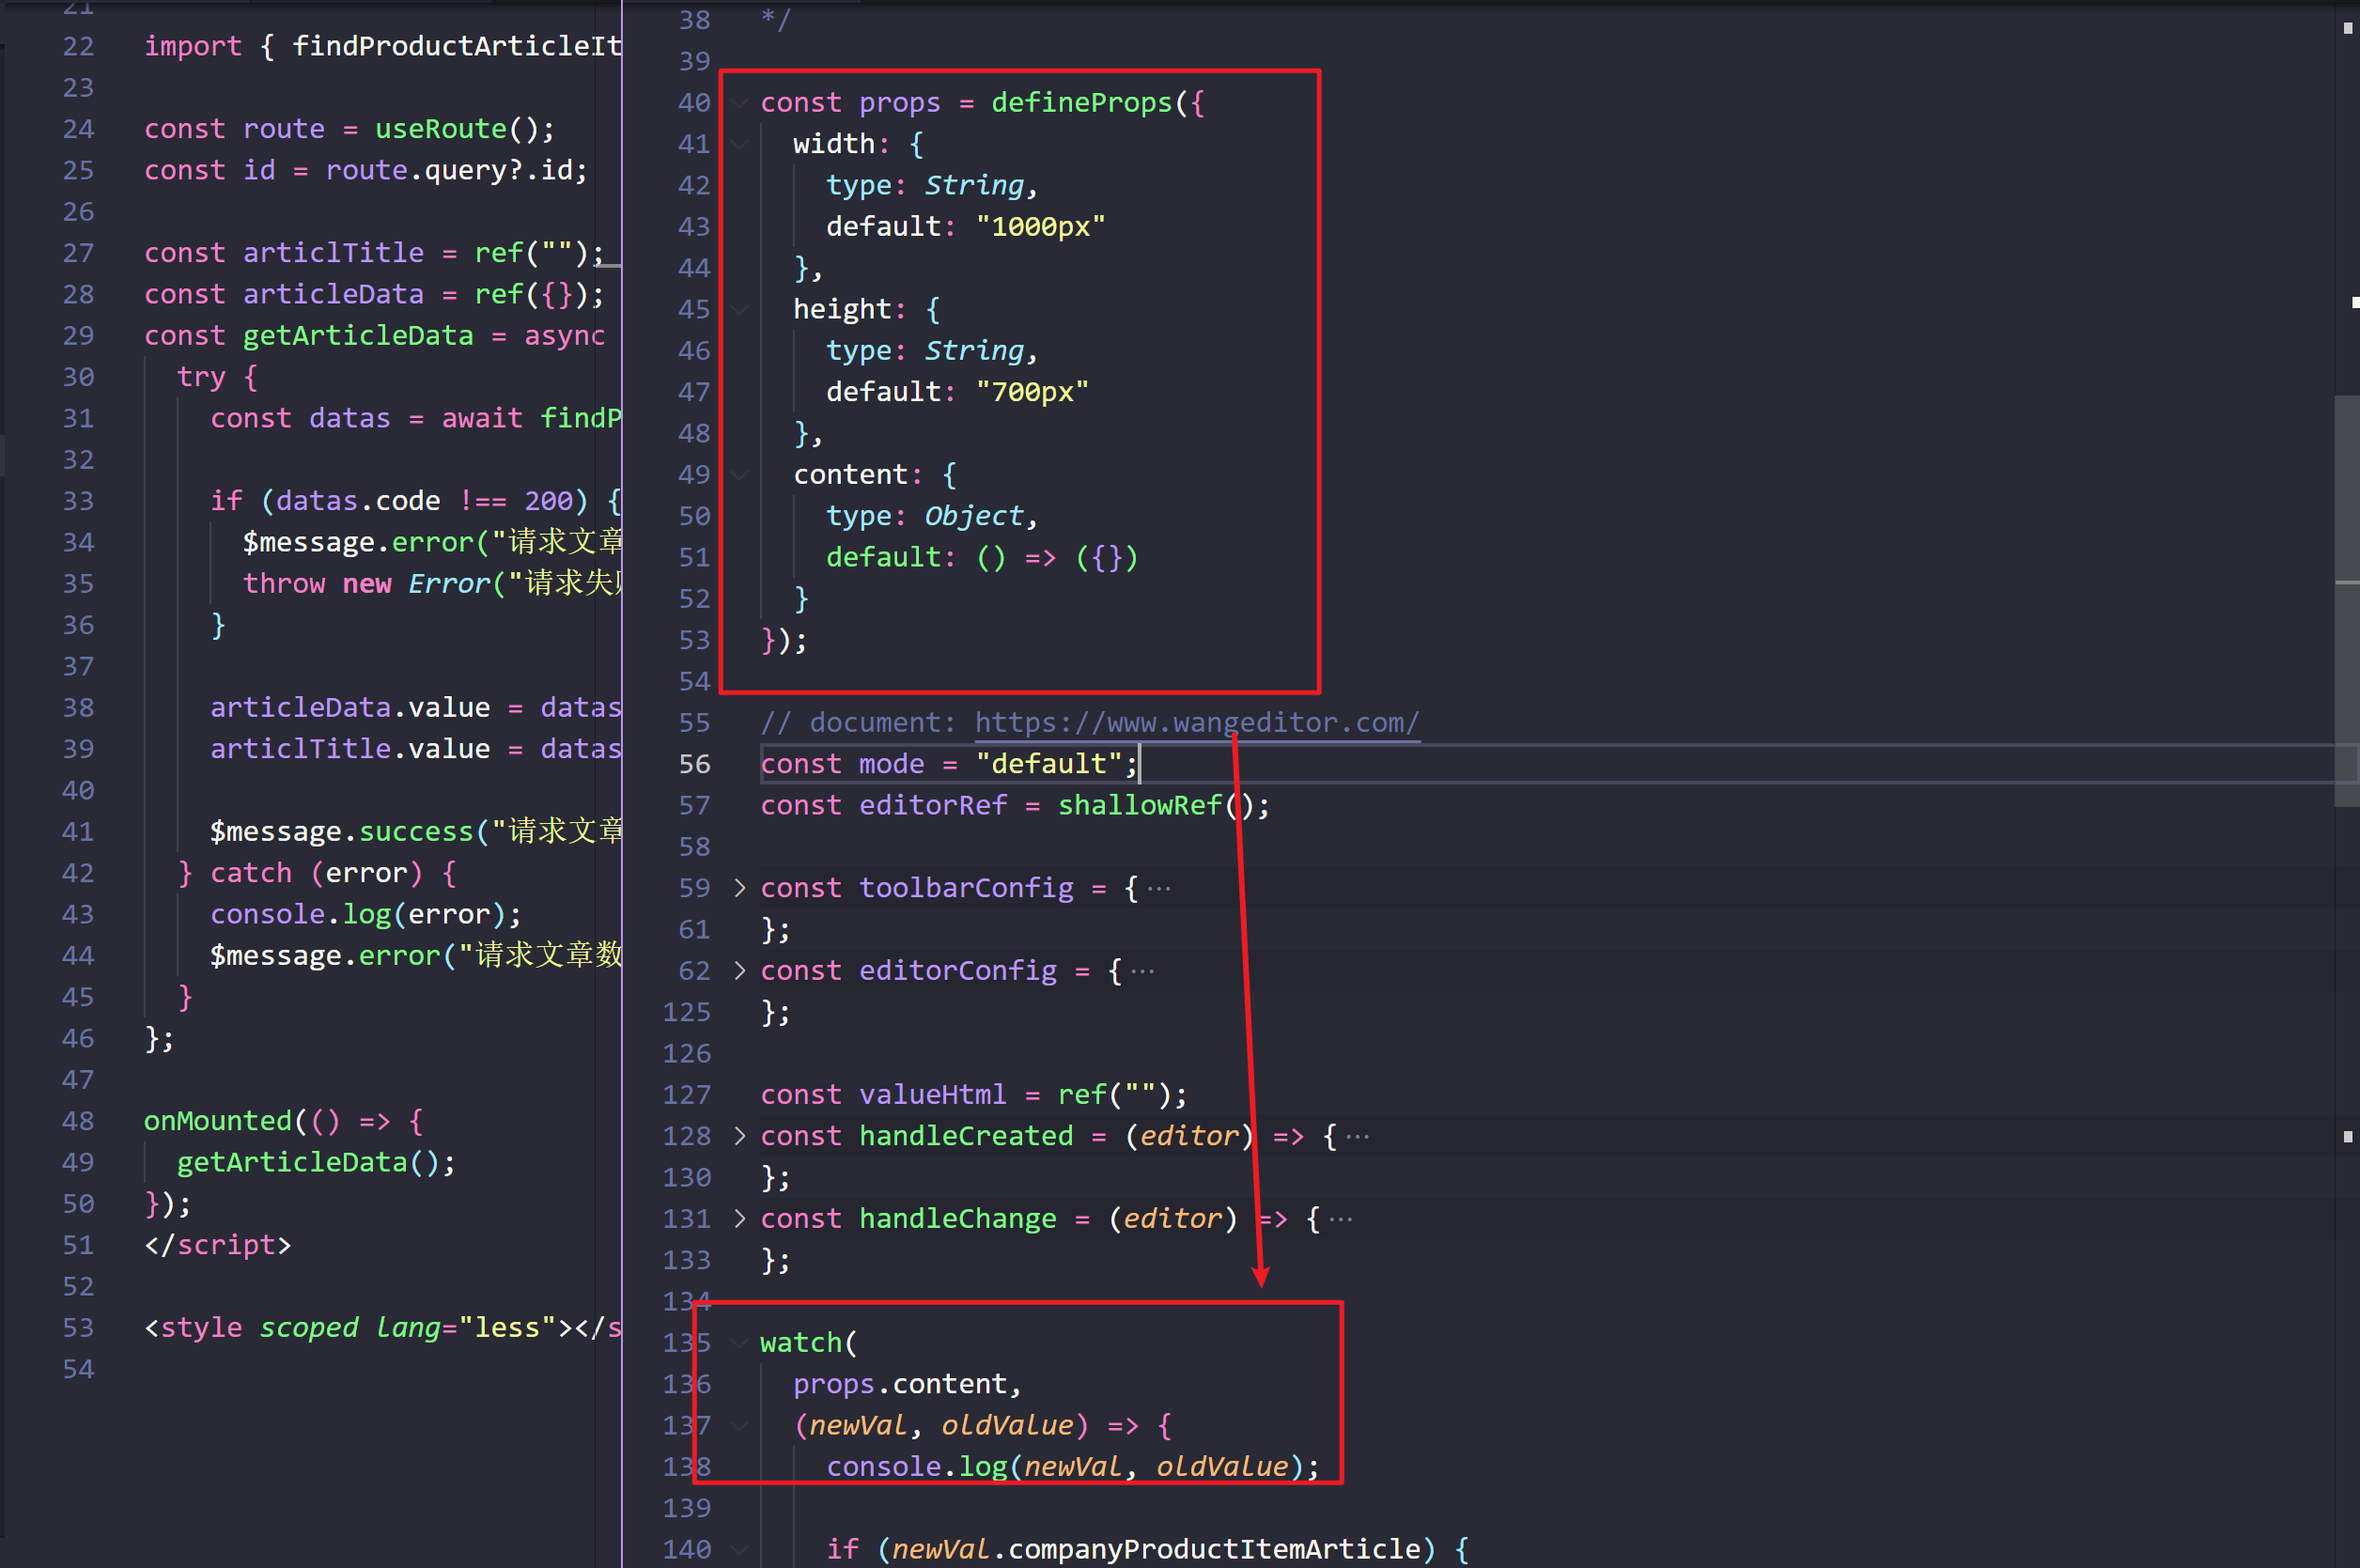 21
22 import { findProductArticleIt
23
24 const route = useRoute();
25 const id = route.query?.id;
26
27 const articlTitle = ref("");
28 const articleData = ref({});
29 const getArticleData = async
30 try {
31 const datas = await findP
32
33 if (datas.code !== 200) {
34 $message.error("请求文章
35 throw new Error("请求失
36 }
37
38 articleData.value = datas
39 articlTitle.value = datas
40
41 $message.success("请求文章
42 } catch (error) {
43 console.log(error);
44 $message.error("请求文章数
45 }
46 };
47
48 onMounted(() => {
49 getArticleData();
50 });
51 </script>
52
53 <style scoped lang="less"></s
54
38 */
39
40 const props = defineProps({
41 width: {
42 type: String,
43 default: "1000px"
44 },
45 height: {
46 type: String,
47 default: "700px"
48 },
49 content: {
50 type: Object,
51 default: () => ({})
52 }
53 });
54
55 // document: https://www.wangeditor.com/
56 const mode = "default";
57 const editorRef = shallowRef();
58
59 const toolbarConfig = {···
61 };
62 const editorConfig = {···
125 };
126
127 const valueHtml = ref("");
128 const handleCreated = (editor) => {···
130 };
131 const handleChange = (editor) => {···
133 };
134
135 watch(
136 props.content,
137 (newVal, oldValue) => {
138 console.log(newVal, oldValue);
139
140 if (newVal.companyProductItemArticle) {